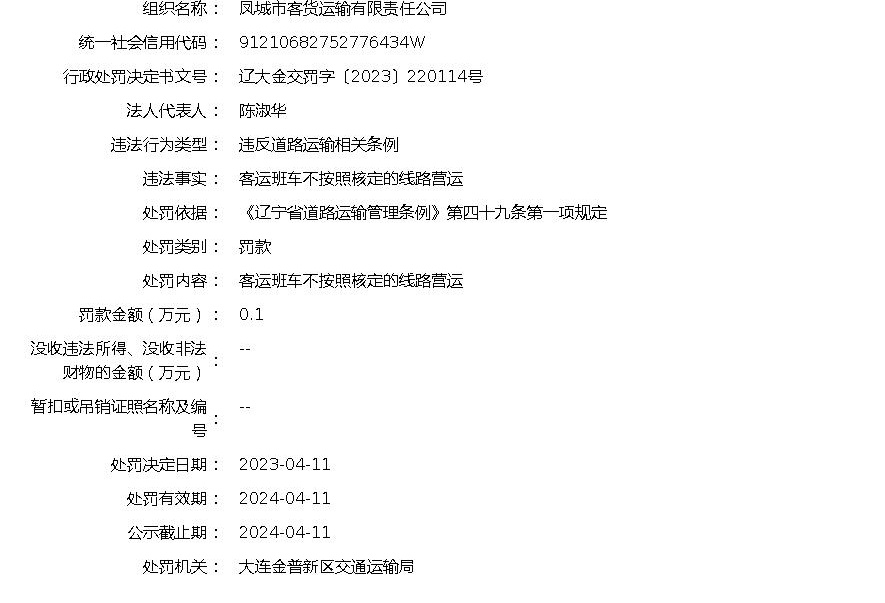 组织名称： 凤城市客货运输有限责任公司
统一社会信用代码： 91210682752776434W
行政处罚决定书文号： 辽大金交罚字〔2023〕220114号
法人代表人： 陈淑华
违法行为类型： 违反道路运输相关条例
违法事实： 客运班车不按照核定的线路营运
处罚依据： 《辽宁省道路运输管理条例》第四十九条第一项规定
处罚类别： 罚款
处罚内容： 客运班车不按照核定的线路营运
罚款金额（万元）： 0.1
没收违法所得、没收非法
财物的金额（万元）： --
暂扣或吊销证照名称及编
号： --
处罚决定日期： 2023-04-11
处罚有效期： 2024-04-11
公示截止期： 2024-04-11
处罚机关： 大连金普新区交通运输局